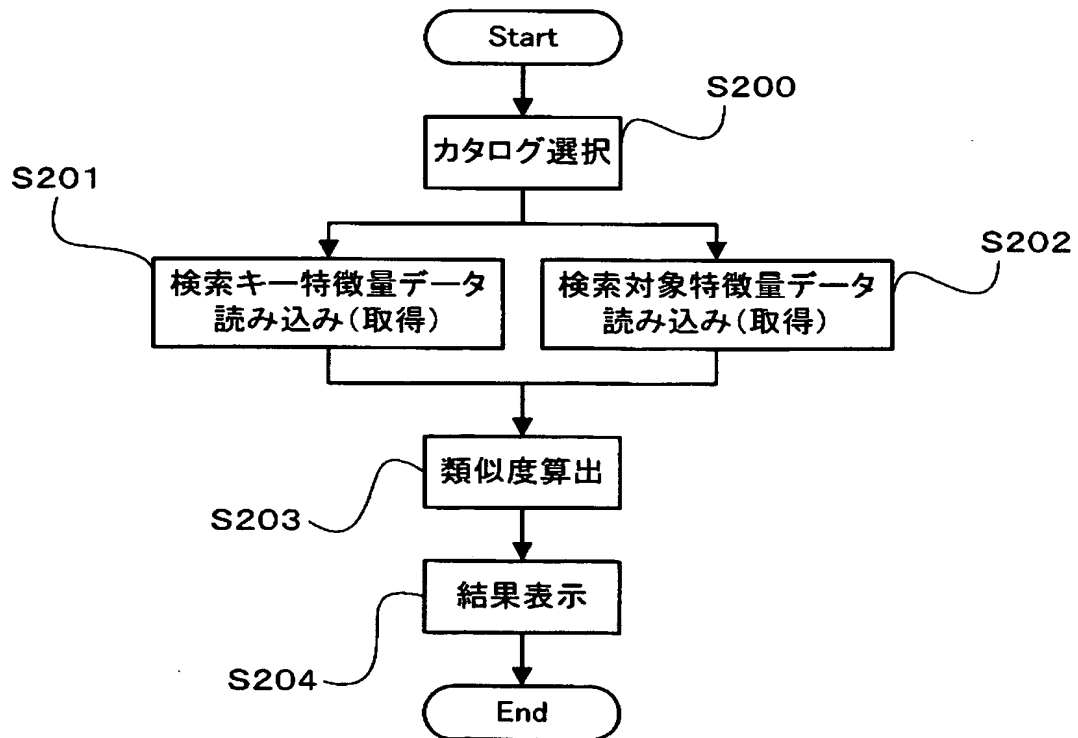 Start
S200
カタログ選択
S201
S202
検索キー特徴量データ
読み込み(取得)
検索対象特徴量データ
読み込み(取得)
類似度算出
S203
結果表示
S204
End